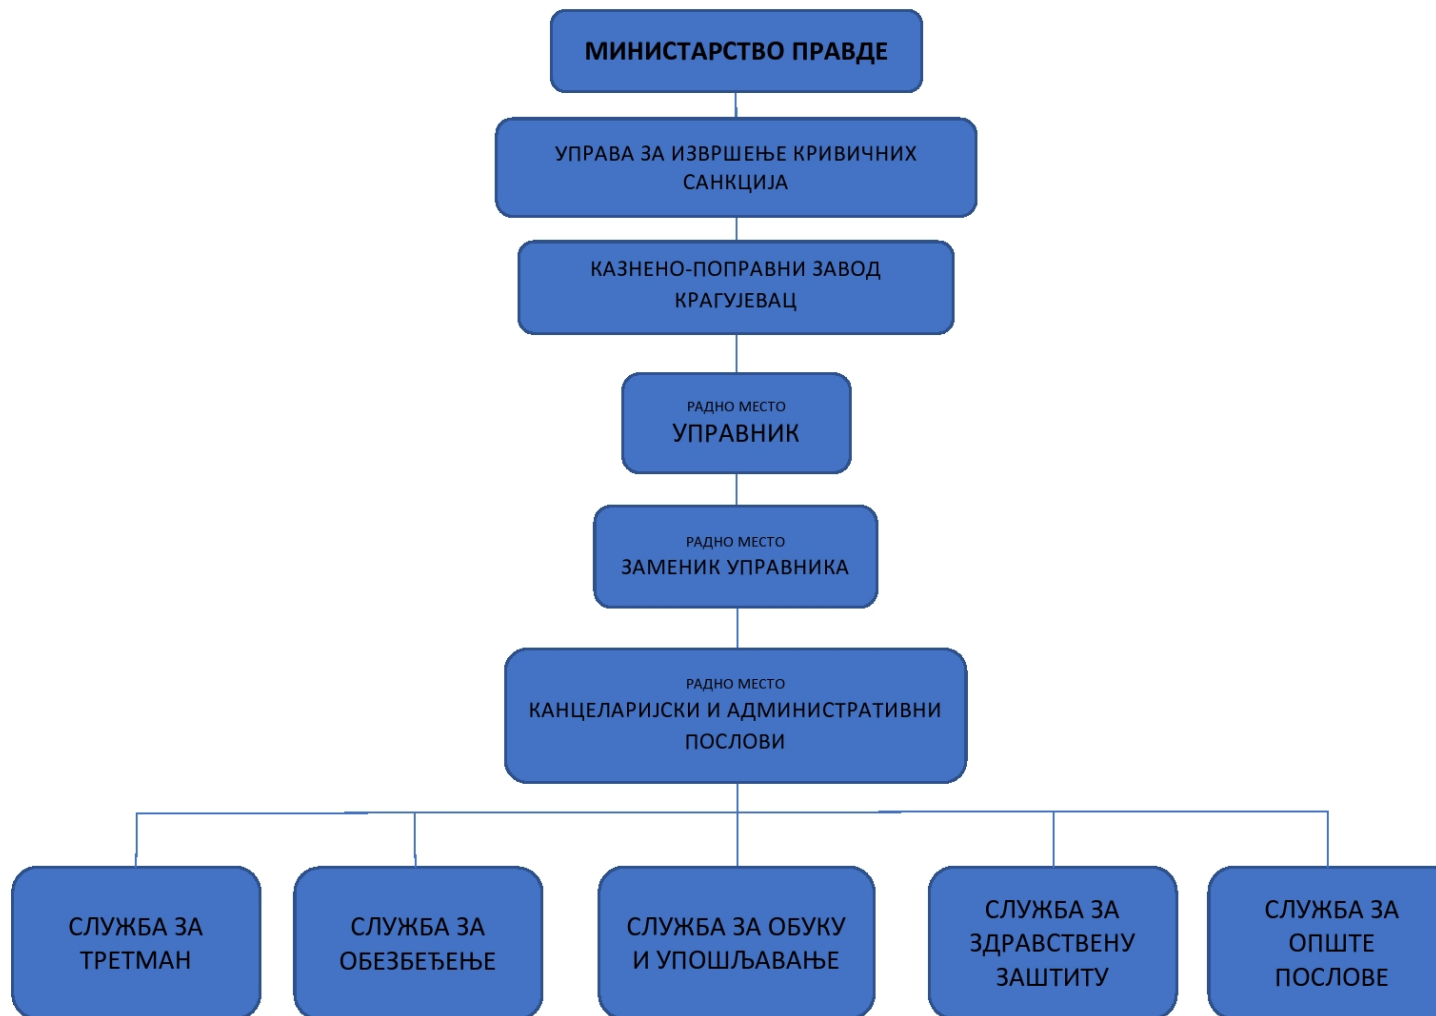 МИНИСТАРСТВО ПРАВДЕ
УПРАВА ЗА ИЗВРШЕЊЕ КРИВИЧНИХ
САНКЦИЈА
КАЗНЕНО-ПОПРАВНИ ЗАВОД
КРАГУЈЕВАЦ
РАДНО МЕСТО
УПРАВНИК
РАДНО МЕСТО
ЗАМЕНИК УПРАВНИКА
РАДНО МЕСТО
КАНЦЕЛАРИЈСКИ И АДМИНИСТРАТИВНИ
ПОСЛОВИ
СЛУЖБА ЗА
ТРЕТМАН
СЛУЖБА ЗА
ОБЕЗБЕЂЕЊЕ
СЛУЖБА ЗА ОБУКУ
И УПОШЉАВАЊЕ
СЛУЖБА ЗА
ЗДРАВСТВЕНУ
ЗАШТИТУ
СЛУЖБА ЗА
ОПШТЕ
ПОСЛОВЕ